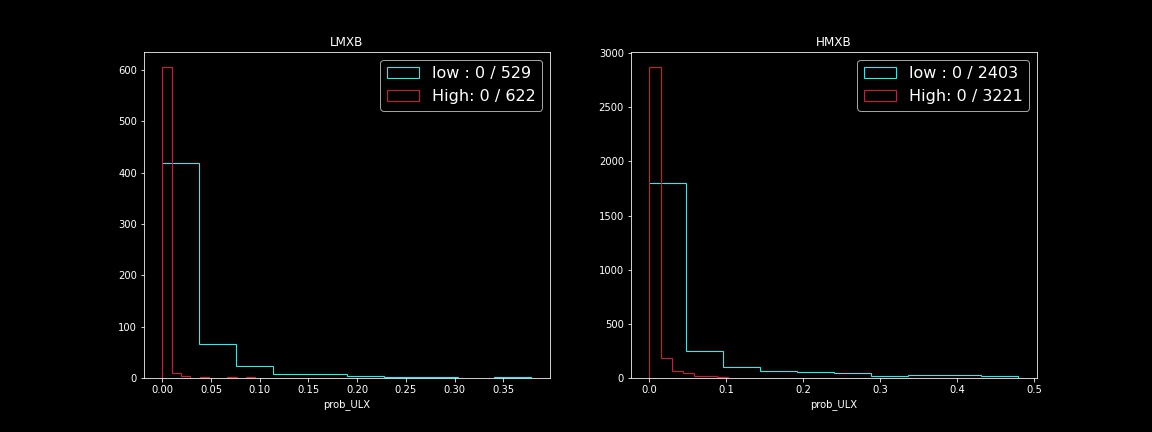 LMXB
low : 0 / 529
High: 0 / 622
600
500
400
300
200
100
0
0.00 0.05 0.10 0.15 0.20 0.25 0.30 0.35
prob_ULX
HMXB
low : 0 / 2403
High: 0 / 3221
3000
2500
2000
1500
1000
500
0
0.0 0.1 0.2 0.3 0.4 0.5
prob_ULX